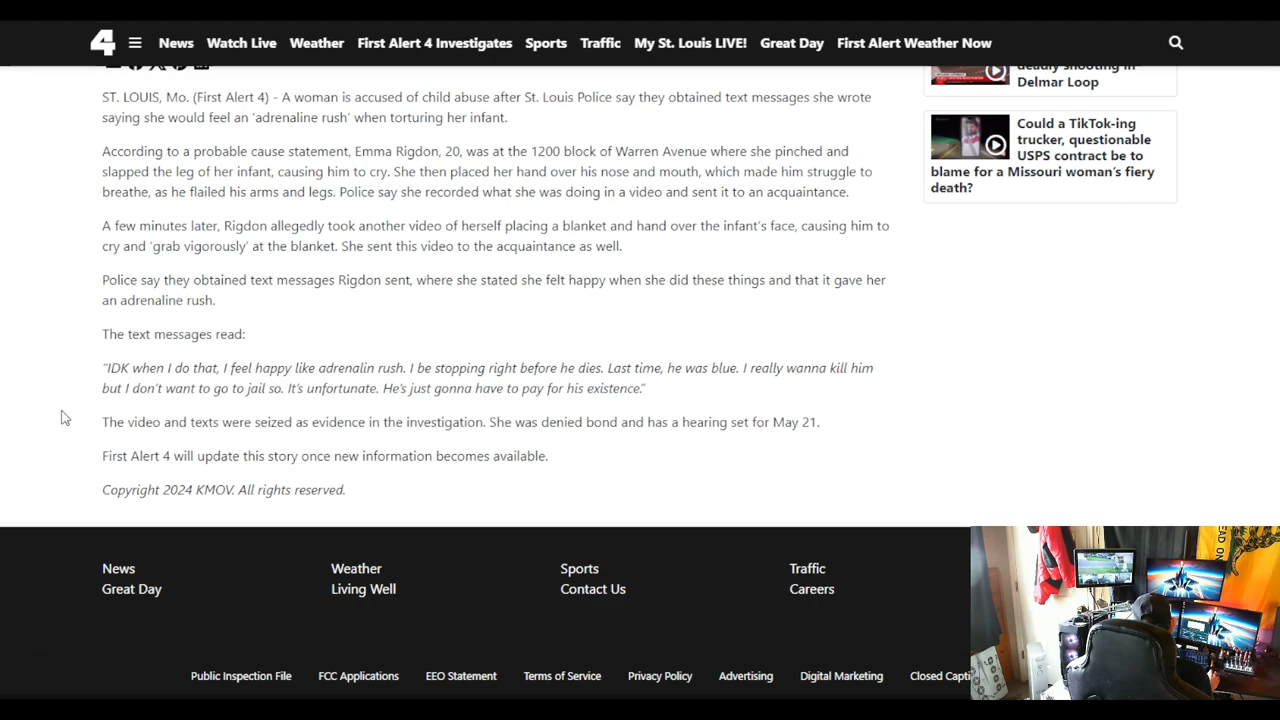 4 ☰ News Watch Live Weather First Alert 4 Investigates Sports Traffic My St. Louis LIVE! Great Day First Alert Weather Now
ST. LOUIS, Mo. (First Alert 4) - A woman is accused of child abuse after St. Louis Police say they obtained text messages she wrote
saying she would feel an ‘adrenaline rush’ when torturing her infant.
According to a probable cause statement, Emma Rigdon, 20, was at the 1200 block of Warren Avenue where she pinched and
slapped the leg of her infant, causing him to cry. She then placed her hand over his nose and mouth, which made him struggle to
breathe, as he flailed his arms and legs. Police say she recorded what she was doing in a video and sent it to an acquaintance.
A few minutes later, Rigdon allegedly took another video of herself placing a blanket and hand over the infant’s face, causing him to
cry and ‘grab vigorously’ at the blanket. She sent this video to the acquaintance as well.
Police say they obtained text messages Rigdon sent, where she stated she felt happy when she did these things and that it gave her
an adrenaline rush.
The text messages read:
“IDK when I do that, I feel happy like adrenalin rush. I be stopping right before he dies. Last time, he was blue. I really wanna kill him
but I don’t want to go to jail so. It’s unfortunate. He’s just gonna have to pay for his existence.”
The video and texts were seized as evidence in the investigation. She was denied bond and has a hearing set for May 21.
First Alert 4 will update this story once new information becomes available.
Copyright 2024 KMOV. All rights reserved.
deadly shooting in
Delmar Loop
Could a TikTok-ing
trucker, questionable
USPS contract be to
blame for a Missouri woman’s fiery
death?
News Weather Sports Traffic
Great Day Living Well Contact Us Careers
Public Inspection File FCC Applications EEO Statement Terms of Service Privacy Policy Advertising Digital Marketing Closed Capti